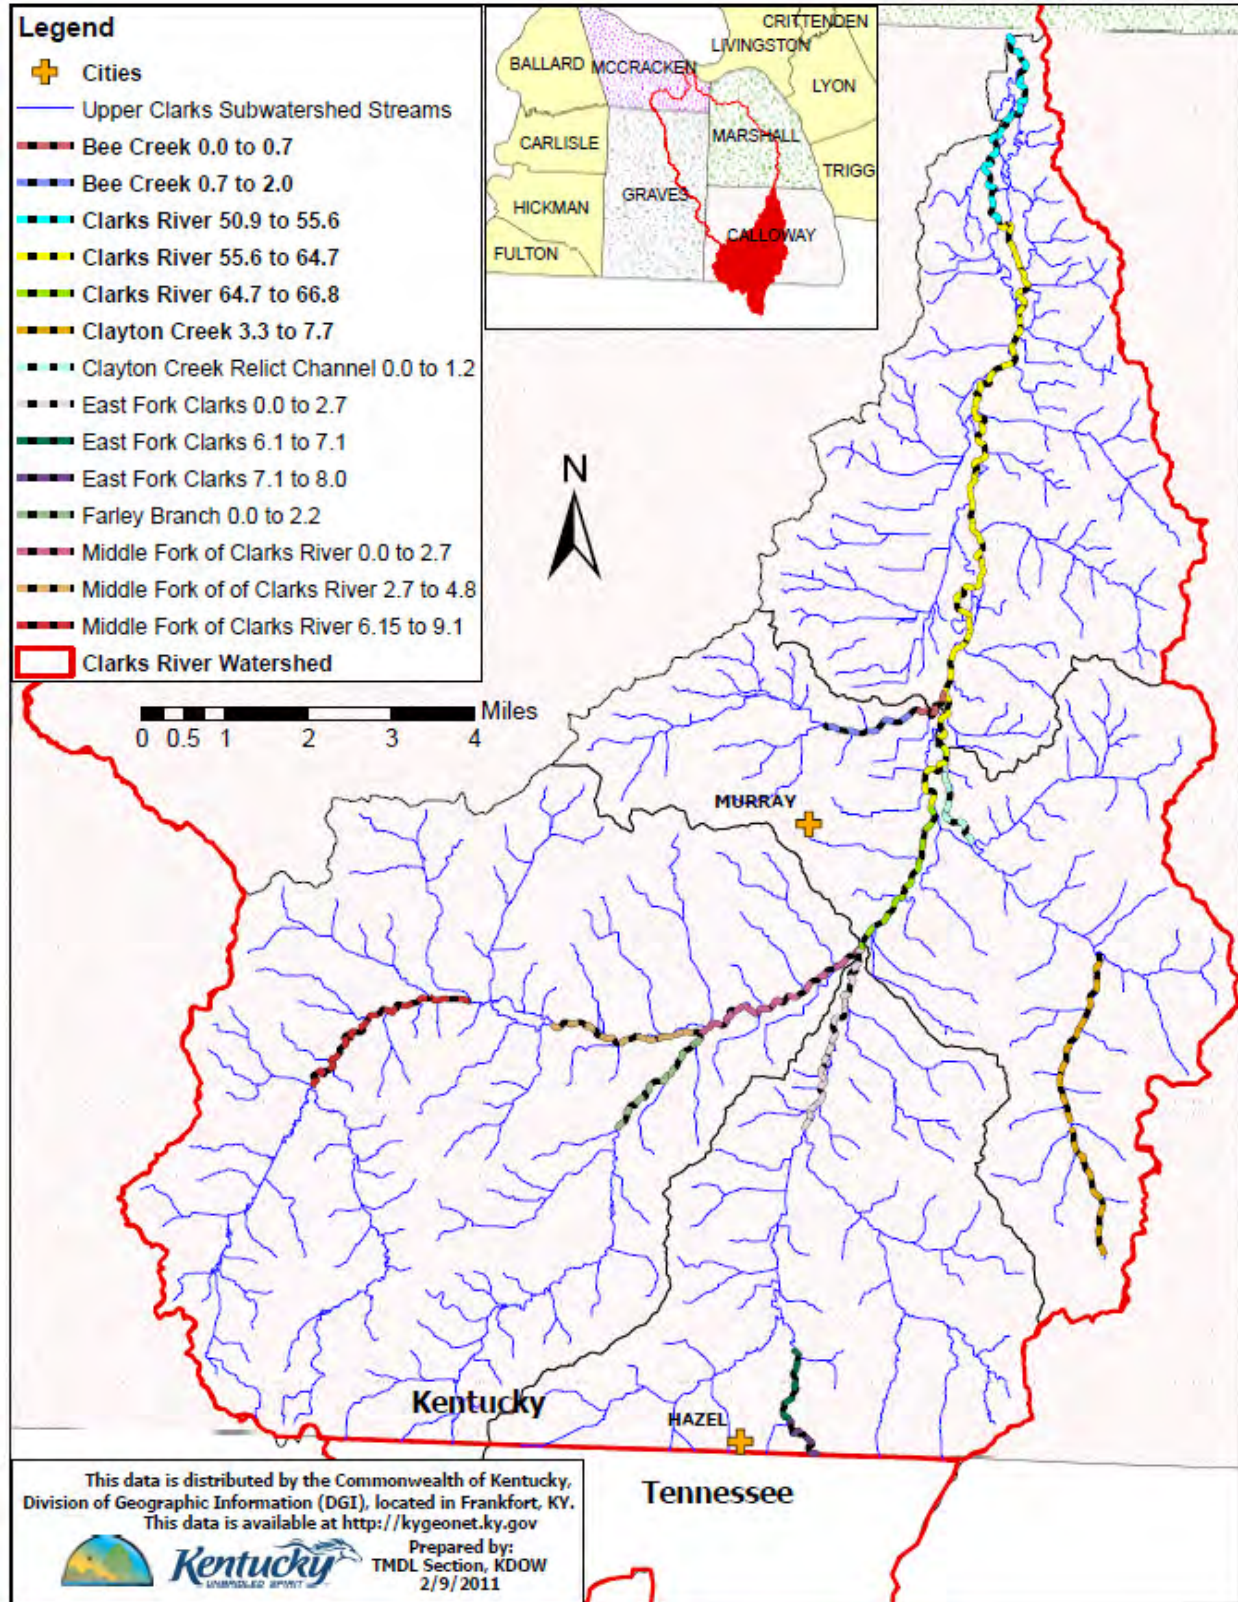 Legend
Cities
Upper Clarks Subwatershed Streams
Bee Creek 0.0 to 0.7
Bee Creek 0.7 to 2.0
Clarks River 50.9 to 55.6
Clarks River 55.6 to 64.7
Clarks River 64.7 to 66.8
Clayton Creek 3.3 to 7.7
Clayton Creek Relict Channel 0.0 to 1.2
East Fork Clarks 0.0 to 2.7
East Fork Clarks 6.1 to 7.1
East Fork Clarks 7.1 to 8.0
Farley Branch 0.0 to 2.2
Middle Fork of Clarks River 0.0 to 2.7
Middle Fork of of Clarks River 2.7 to 4.8
Middle Fork of Clarks River 6.15 to 9.1
Clarks River Watershed
CRITTENDEN
LIVINGSTON
BALLARD
MCCRACKEN
LYON
CARLISLE
MARSHALL
TRIGG
GRAVES
HICKMAN
CALLOWAY
FULTON
N
Miles
0 0.5 1 2 3 4
MURRAY
Kentucky
HAZEL
Tennessee
This data is distributed by the Commonwealth of Kentucky,
Division of Geographic Information (DGI), located in Frankfort, KY.
This data is available at http://kygeonet.ky.gov
Kentucky
UNBRIDLED SPIRIT
Prepared by:
TMDL Section, KDOW
2/9/2011